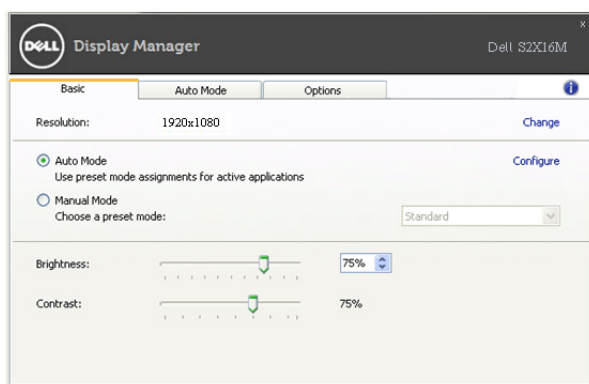 x
DELL Display Manager Dell S2X16M
Basic Auto Mode Options i
Resolution: 1920x1080 Change
Auto Mode Configure
Use preset mode assignments for active applications
Manual Mode
Choose a preset mode: Standard
Brightness: 75%
Contrast: 75%